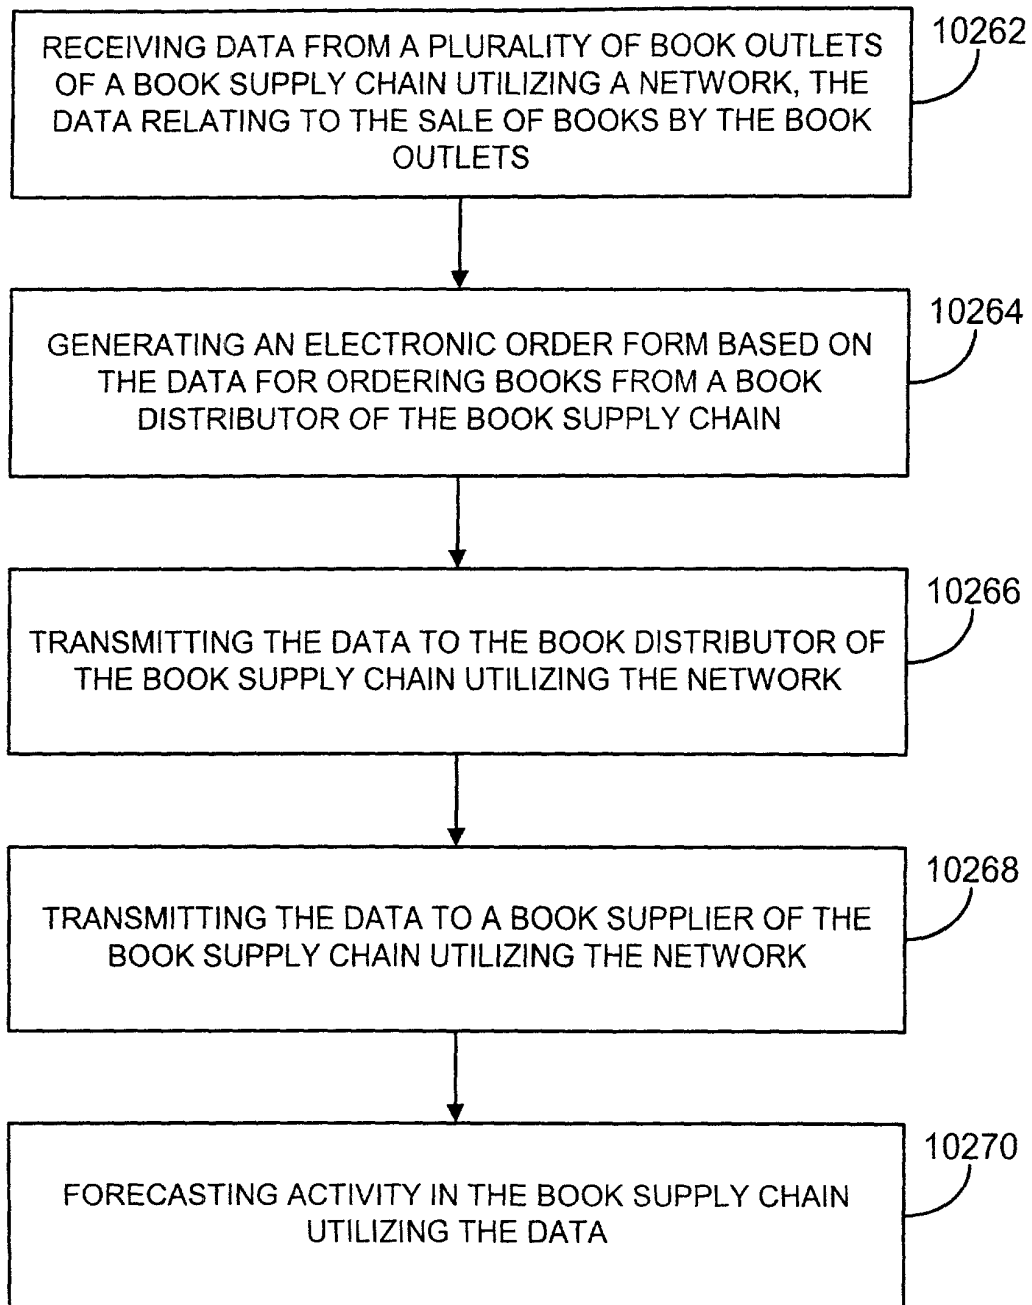 RECEIVING DATA FROM A PLURALITY OF BOOK OUTLETS
OF A BOOK SUPPLY CHAIN UTILIZING A NETWORK, THE
DATA RELATING TO THE SALE OF BOOKS BY THE BOOK
OUTLETS
10262
GENERATING AN ELECTRONIC ORDER FORM BASED ON
THE DATA FOR ORDERING BOOKS FROM A BOOK
DISTRIBUTOR OF THE BOOK SUPPLY CHAIN
10264
TRANSMITTING THE DATA TO THE BOOK DISTRIBUTOR OF
THE BOOK SUPPLY CHAIN UTILIZING THE NETWORK
10266
TRANSMITTING THE DATA TO A BOOK SUPPLIER OF THE
BOOK SUPPLY CHAIN UTILIZING THE NETWORK
10268
FORECASTING ACTIVITY IN THE BOOK SUPPLY CHAIN
UTILIZING THE DATA
10270